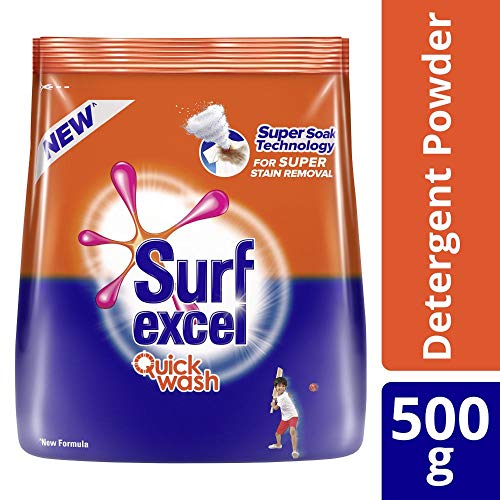 NEW^
Super Soak
Technology
FOR SUPER
STAIN REMOVAL
Surf
excel
Quick
wash
^New Formula
Detergent Powder
500
g